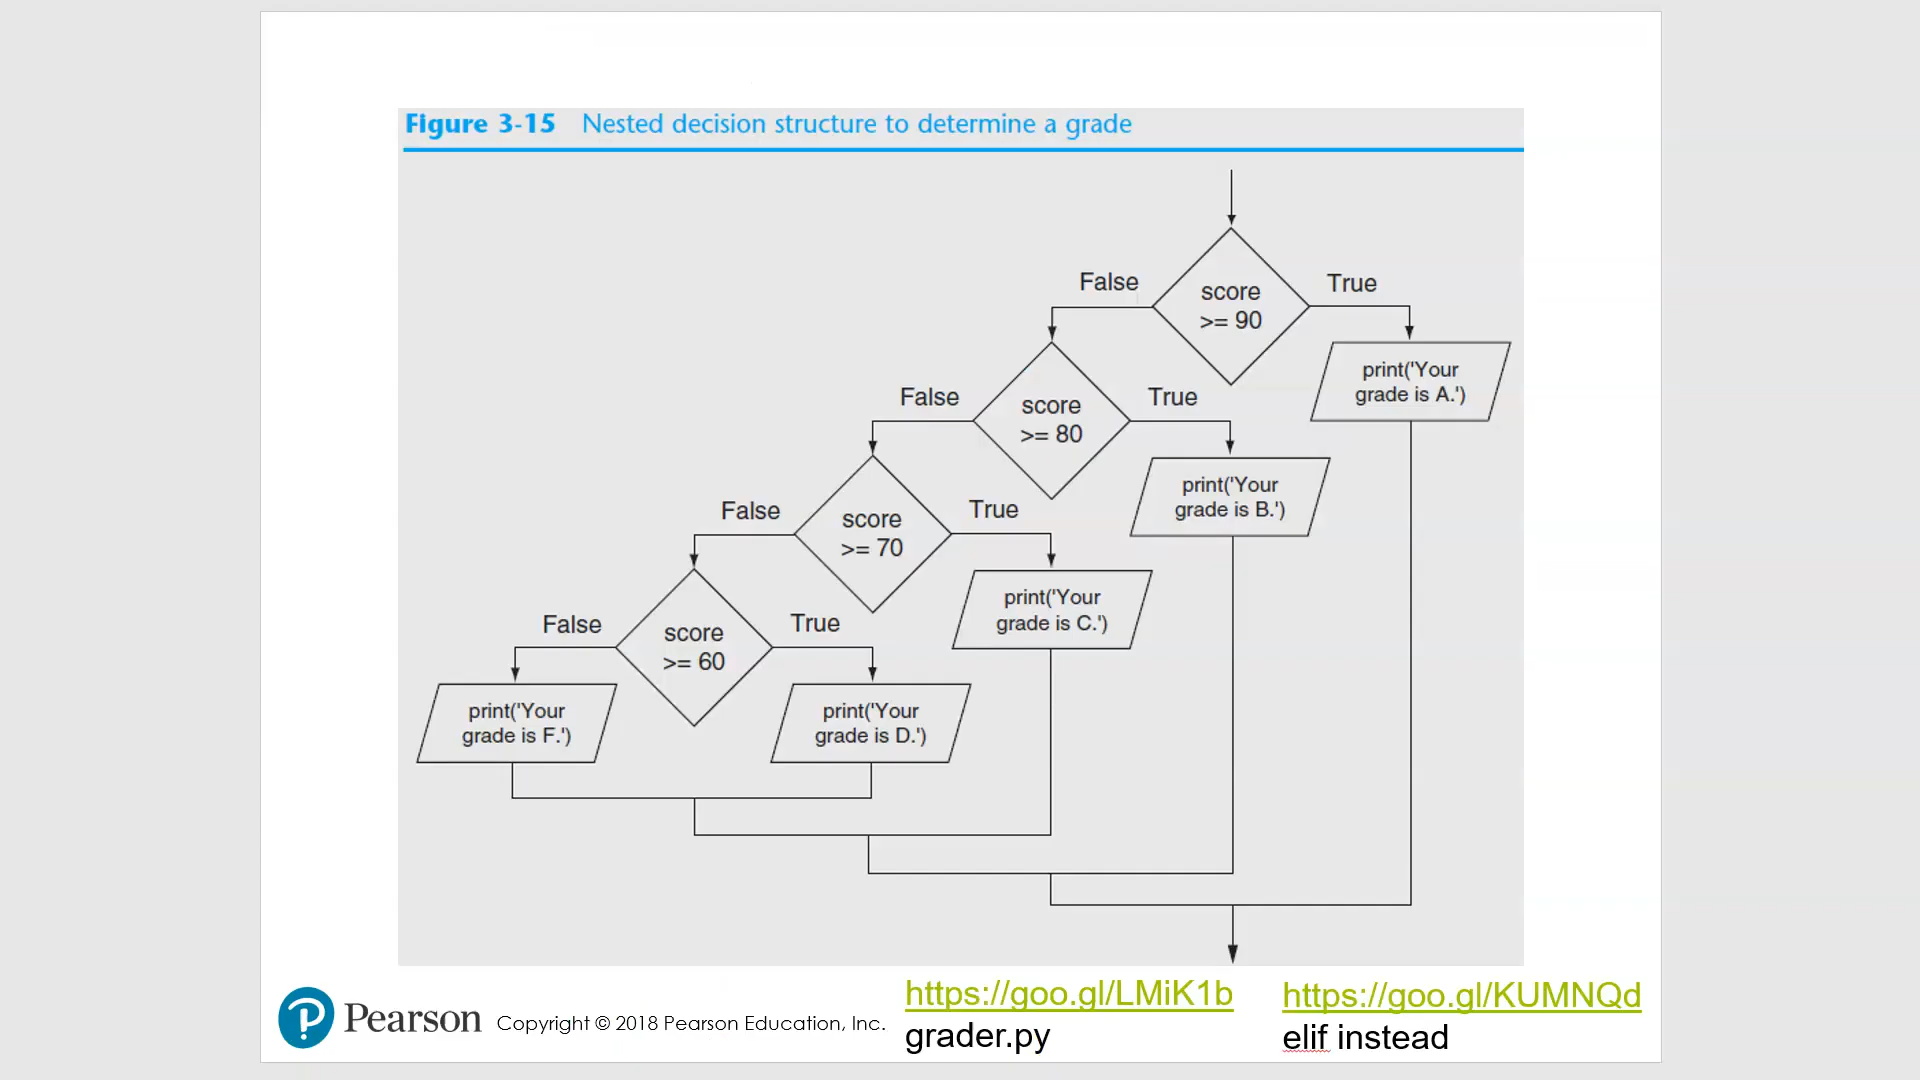 Figure 3-15 Nested decision structure to determine a grade
score
>= 90
False
True
print('Your
grade is A.')
score
>= 80
False
True
print('Your
grade is B.')
score
>= 70
False
True
print('Your
grade is C.')
score
>= 60
False
True
print('Your
grade is F.')
print('Your
grade is D.')
Pearson
Copyright © 2018 Pearson Education, Inc.
https://goo.gl/LMiK1b
grader.py
https://goo.gl/KUMNQd
elif instead